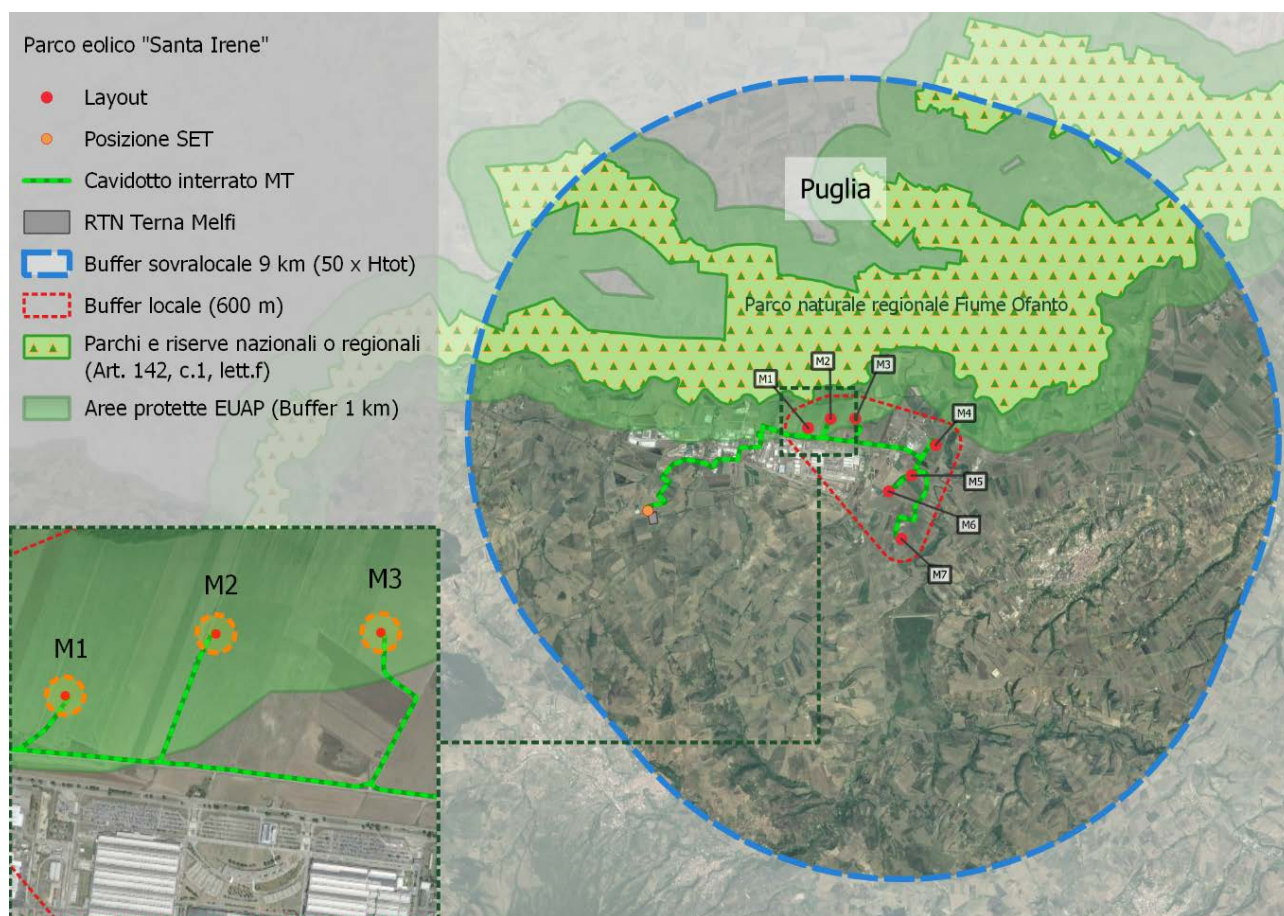 Parco eolico "Santa Irene"
Layout
Posizione SET
Cavidotto interrato MT
RTN Terna Melfi
Buffer sovralocale 9 km (50 x Htot)
Buffer locale (600 m)
Parchi e riserve nazionali o regionali
(Art. 142, c.1, lett.f)
Aree protette EUAP (Buffer 1 km)
Puglia
Parco naturale regionale Fiume Ofanto
M1
M2
M3
M4
M5
M6
M7
M1
M2
M3